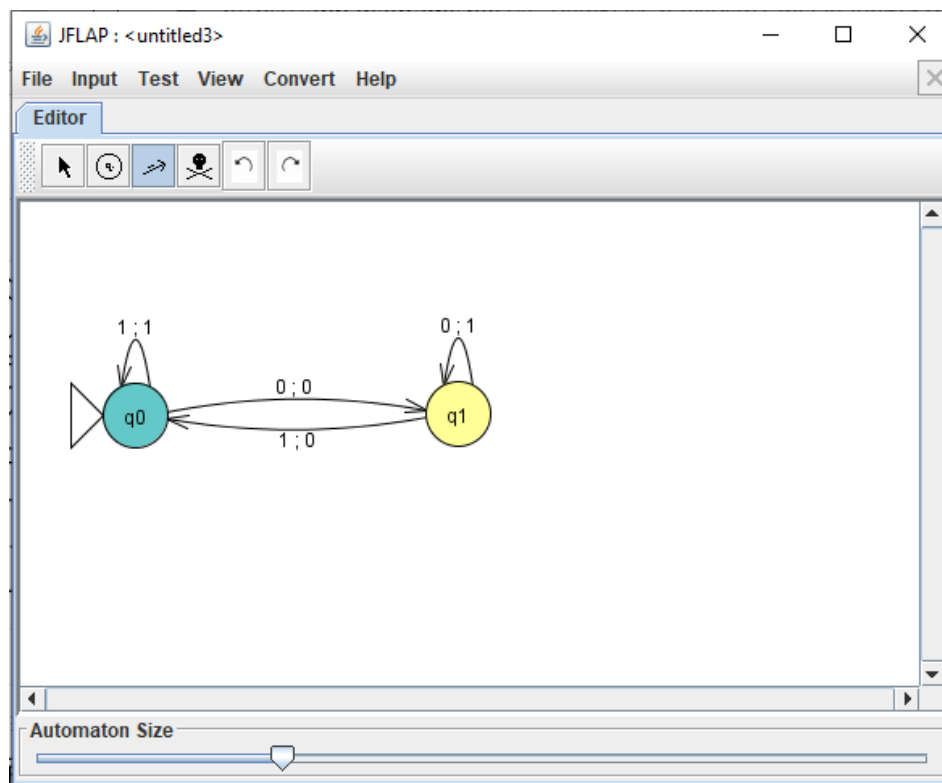 JFLAP : <untitled3>
File Input Test View Convert Help
Editor
q
1 ; 1
0 ; 1
0 ; 0
q0
q1
1 ; 0
Automaton Size